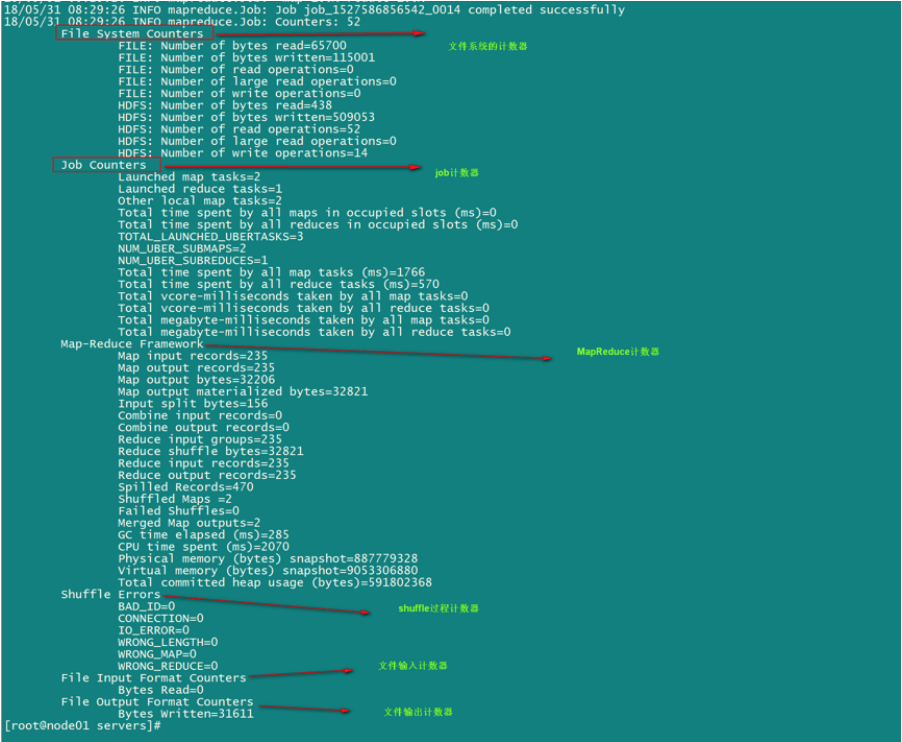 18/05/31 08:29:26 INFO mapreduce.Job: Job job_1527586856542_0014 completed successfully
18/05/31 08:29:26 INFO mapreduce.Job: Counters: 52
File System Counters
文件系统的计数器
FILE: Number of bytes read=65700
FILE: Number of bytes written=115001
FILE: Number of read operations=0
FILE: Number of large read operations=0
FILE: Number of write operations=0
HDFS: Number of bytes read=438
HDFS: Number of bytes written=509053
HDFS: Number of read operations=52
HDFS: Number of large read operations=0
HDFS: Number of write operations=14
Job Counters
job计数器
Launched map tasks=2
Launched reduce tasks=1
Other local map tasks=2
Total time spent by all maps in occupied slots (ms)=0
Total time spent by all reduces in occupied slots (ms)=0
TOTAL_LAUNCHED_UBERTASKS=3
NUM_UBER_SUBMAPS=2
NUM_UBER_SUBREDUCES=1
Total time spent by all map tasks (ms)=1766
Total time spent by all reduce tasks (ms)=570
Total vcore-milliseconds taken by all map tasks=0
Total vcore-milliseconds taken by all reduce tasks=0
Total megabyte-milliseconds taken by all map tasks=0
Total megabyte-milliseconds taken by all reduce tasks=0
Map-Reduce Framework
MapReduce计数器
Map input records=235
Map output records=235
Map output bytes=32206
Map output materialized bytes=32821
Input split bytes=156
Combine input records=0
Combine output records=0
Reduce input groups=235
Reduce shuffle bytes=32821
Reduce input records=235
Reduce output records=235
Spilled Records=470
Shuffled Maps =2
Failed Shuffles=0
Merged Map outputs=2
GC time elapsed (ms)=285
CPU time spent (ms)=2070
Physical memory (bytes) snapshot=887779328
Virtual memory (bytes) snapshot=9053306880
Total committed heap usage (bytes)=591802368
Shuffle Errors
shuffle过程计数器
BAD_ID=0
CONNECTION=0
IO_ERROR=0
WRONG_LENGTH=0
WRONG_MAP=0
WRONG_REDUCE=0
File Input Format Counters
文件输入计数器
Bytes Read=0
File Output Format Counters
文件输出计数器
Bytes Written=31611
[root@node01 servers]#